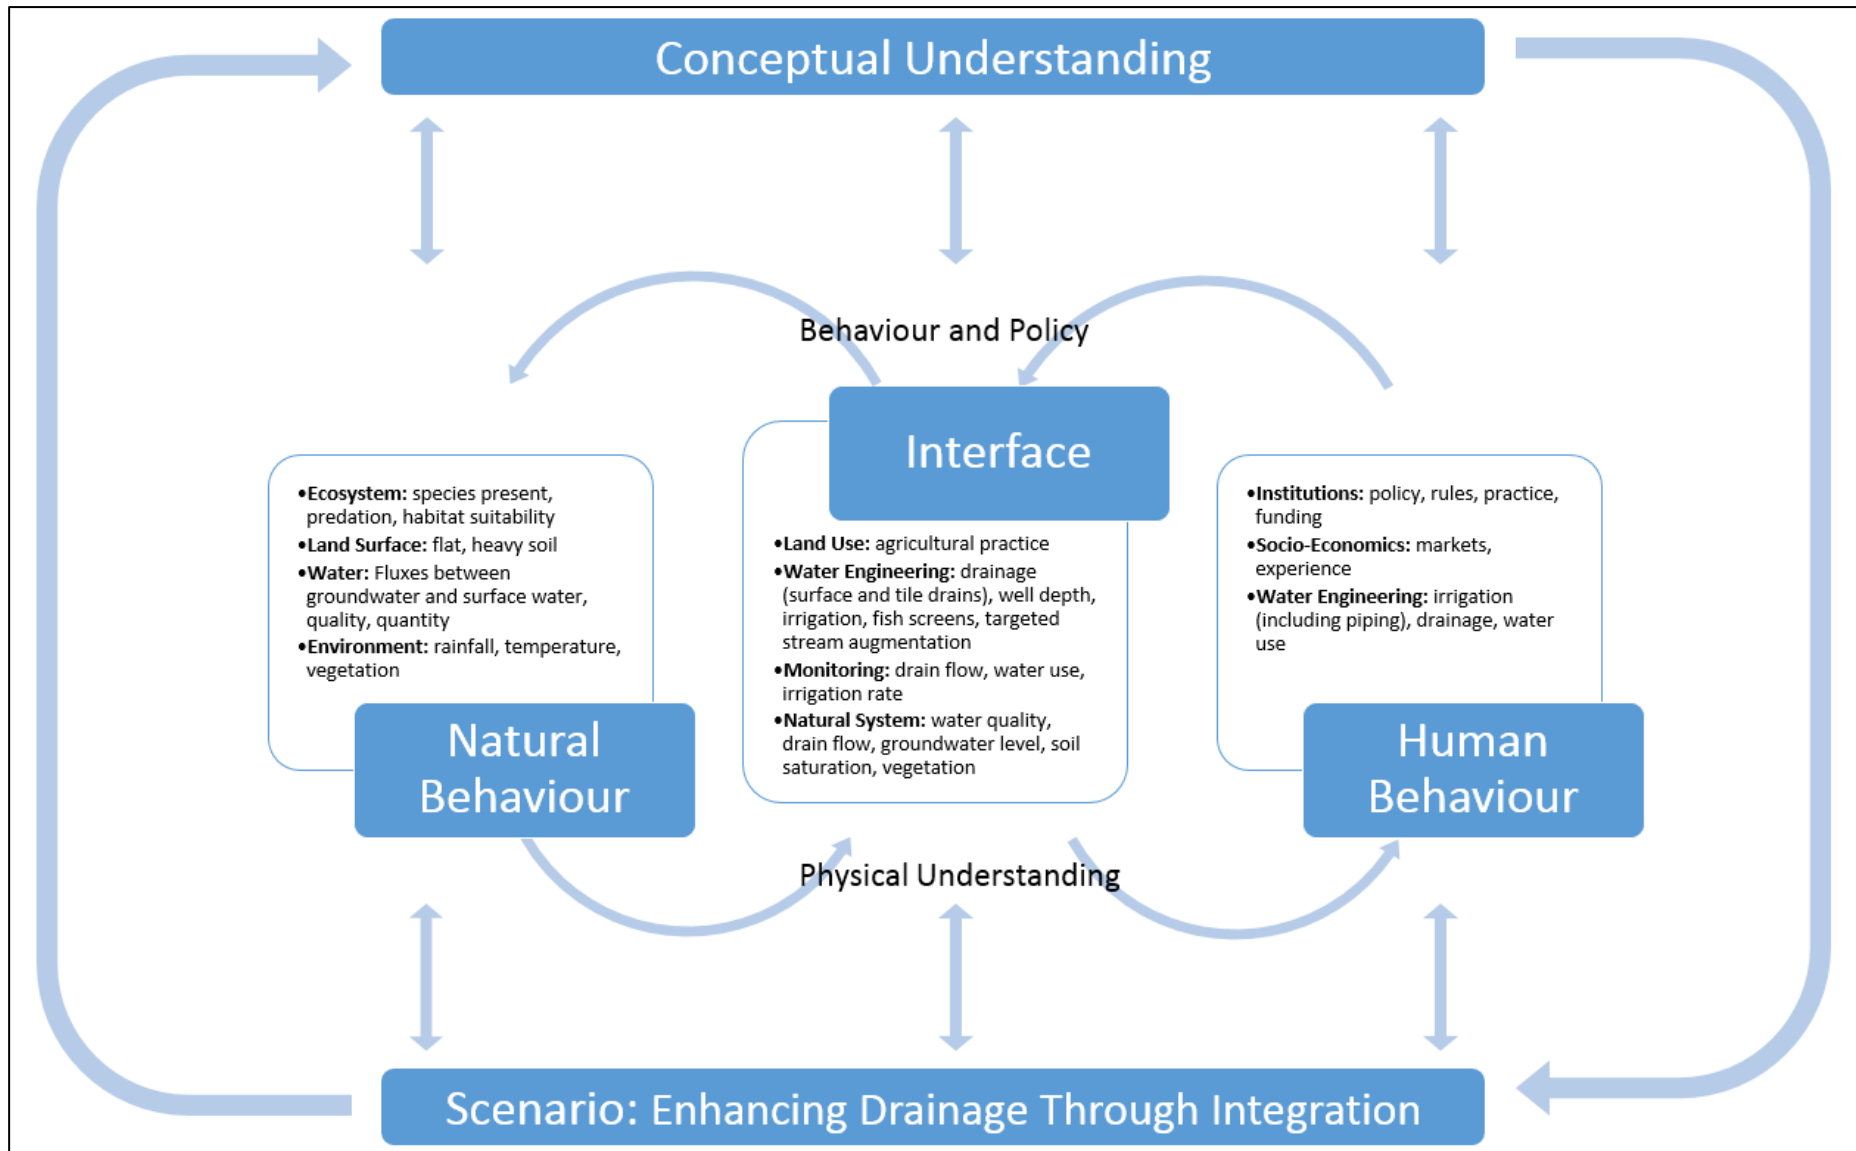 Conceptual Understanding
Behaviour and Policy
Interface
•Ecosystem: species present,
predation, habitat suitability
•Land Surface: flat, heavy soil
•Water: Fluxes between
groundwater and surface water,
quality, quantity
•Environment: rainfall, temperature,
vegetation
Natural
Behaviour
•Land Use: agricultural practice
•Water Engineering: drainage
(surface and tile drains), well depth,
irrigation, fish screens, targeted
stream augmentation
•Monitoring: drain flow, water use,
irrigation rate
•Natural System: water quality,
drain flow, groundwater level, soil
saturation, vegetation
•Institutions: policy, rules, practice,
funding
•Socio-Economics: markets,
experience
•Water Engineering: irrigation
(including piping), drainage, water
use
Human
Behaviour
Physical Understanding
Scenario: Enhancing Drainage Through Integration